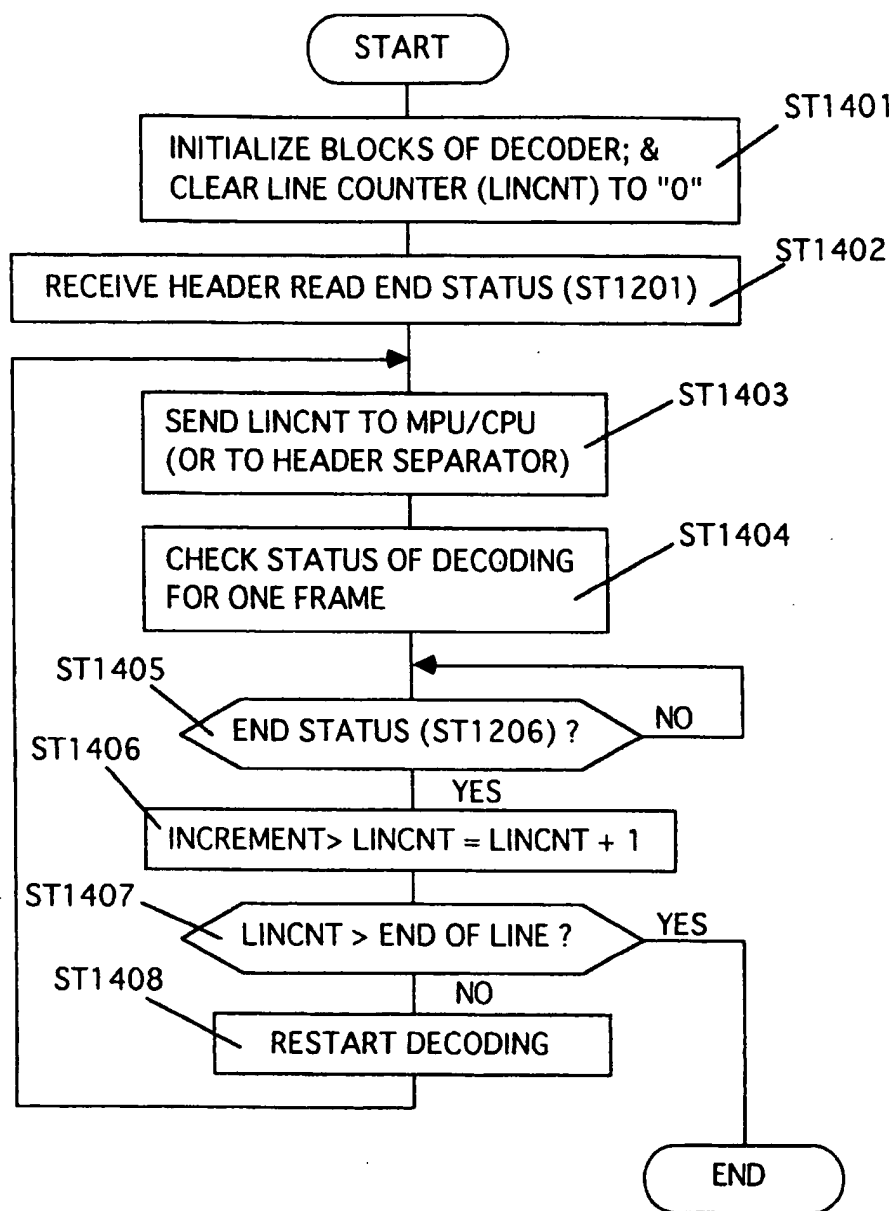 START
ST1401
INITIALIZE BLOCKS OF DECODER; &
CLEAR LINE COUNTER (LINCNT) TO "0"
ST1402
RECEIVE HEADER READ END STATUS (ST1201)
ST1403
SEND LINCNT TO MPU/CPU
(OR TO HEADER SEPARATOR)
ST1404
CHECK STATUS OF DECODING
FOR ONE FRAME
ST1405
END STATUS (ST1206) ?
NO
YES
ST1406
INCREMENT> LINCNT = LINCNT + 1
ST1407
LINCNT > END OF LINE ?
YES
NO
ST1408
RESTART DECODING
END